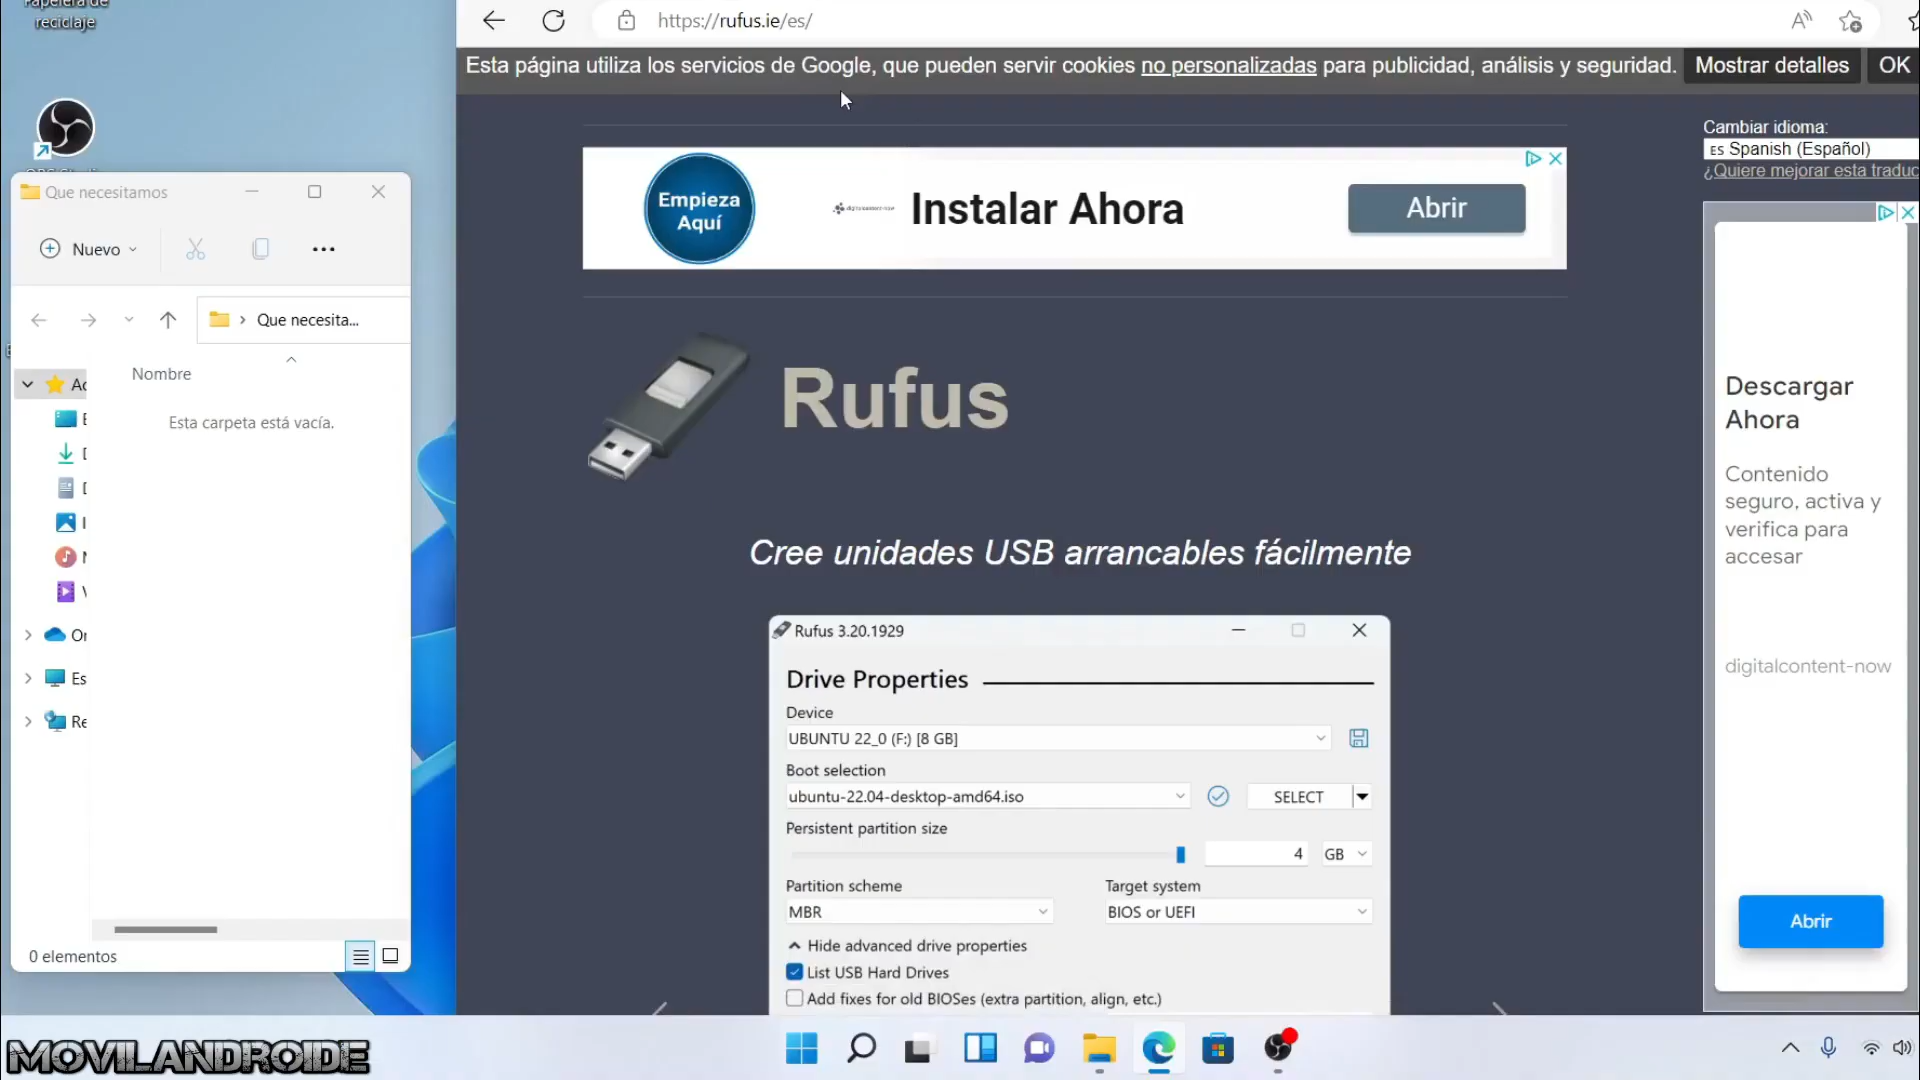 Papelera de
reciclaje
Que necesitamos
Nuevo
Que necesita...
Nombre
Esta carpeta está vacía.
0 elementos
MOVILANDROIDE
https://rufus.ie/es/
Esta página utiliza los servicios de Google, que pueden servir cookies no personalizadas para publicidad, análisis y seguridad.
Mostrar detalles
OK
Cambiar idioma:
ES Spanish (Español)
¿Quiere mejorar esta traduc
Empieza
Aquí
digitalcontent-now
Instalar Ahora
Abrir
Rufus
Cree unidades USB arrancables fácilmente
Rufus 3.20.1929
Drive Properties
Device
UBUNTU 22_0 (F:) [8 GB]
Boot selection
ubuntu-22.04-desktop-amd64.iso
SELECT
Persistent partition size
4
GB
Partition scheme
Target system
MBR
BIOS or UEFI
Hide advanced drive properties
List USB Hard Drives
Add fixes for old BIOSes (extra partition, align, etc.)
Descargar
Ahora
Contenido
seguro, activa y
verifica para
accesar
digitalcontent-now
Abrir